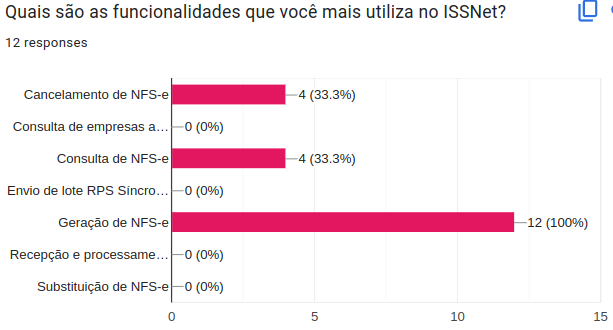 Quais são as funcionalidades que você mais utiliza no ISSNet?
12 responses
Cancelamento de NFS-e 4 (33.3%)
Consulta de empresas a… 0 (0%)
Consulta de NFS-e 4 (33.3%)
Envio de lote RPS Síncro… 0 (0%)
Geração de NFS-e 12 (100%)
Recepção e processame… 0 (0%)
Substituição de NFS-e 0 (0%)
0 5 10 15